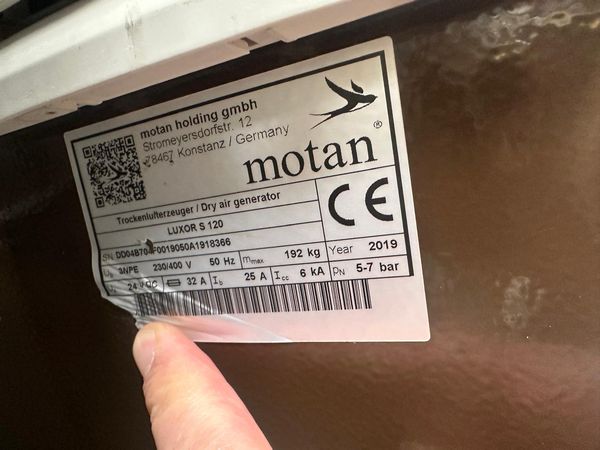 motan holding gmbh
Stromeyersdorfstr. 12
78467 Konstanz / Germany
motan®
Trockenlufterzeuger / Dry air generator
LUXOR S 120
CE
SN DD04B704F0019050A1918366
3NPE 230/400 V 50 Hz mmax 192 kg Year 2019
24 V DC 32 A Ib 25 A Icc 6 kA PN 5-7 bar